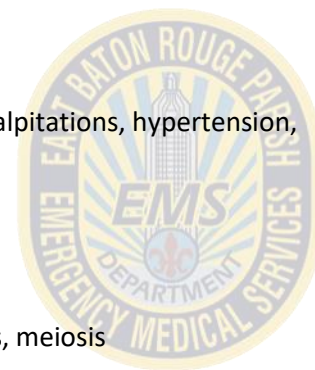 EAST BATON ROUGE PARISH
alpitations, hypertension,
EMS
DEPARTMENT
EMERGENCY MEDICAL SERVICES
s, meiosis